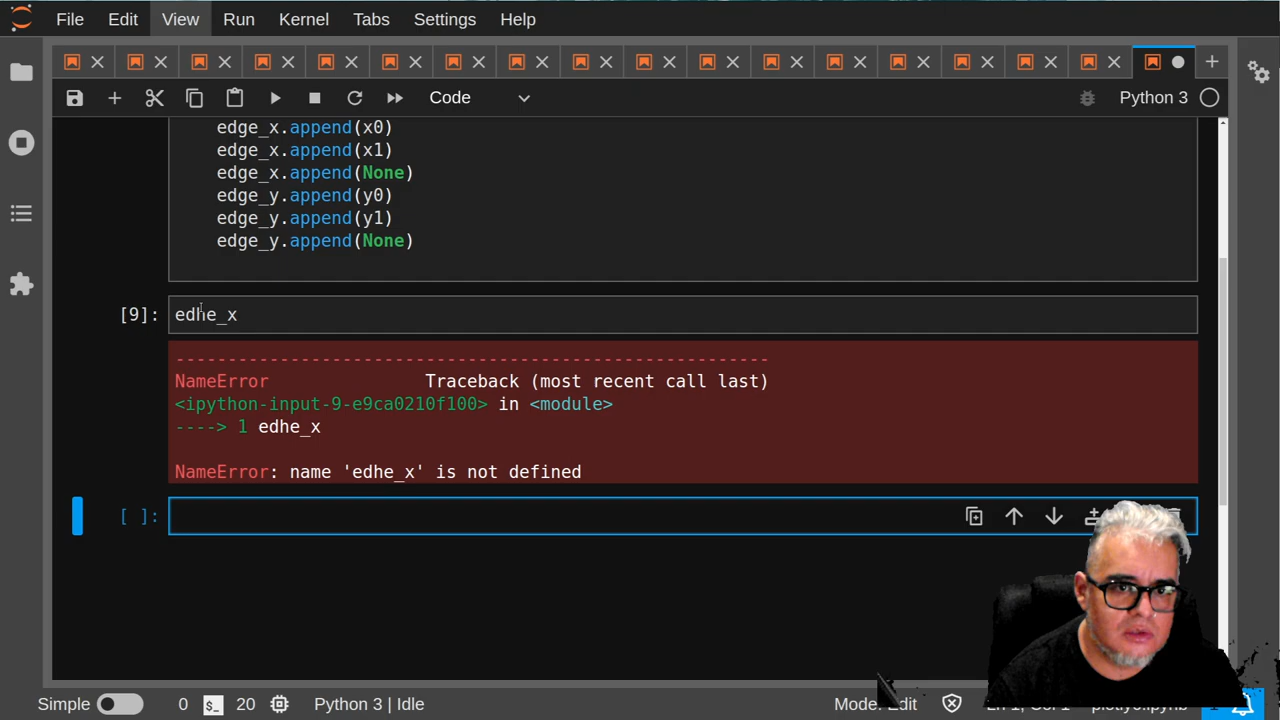 File Edit View Run Kernel Tabs Settings Help
Code Python 3
edge_x.append(x0)
edge_x.append(x1)
edge_x.append(None)
edge_y.append(y0)
edge_y.append(y1)
edge_y.append(None)
[9]: edhe_x
---------------------------------------------------------
NameError Traceback (most recent call last)
<ipython-input-9-e9ca0210f100> in <module>
----> 1 edhe_x
NameError: name 'edhe_x' is not defined
[ ]:
Simple 0 $_ 20 Python 3 | Idle Mode: Edit